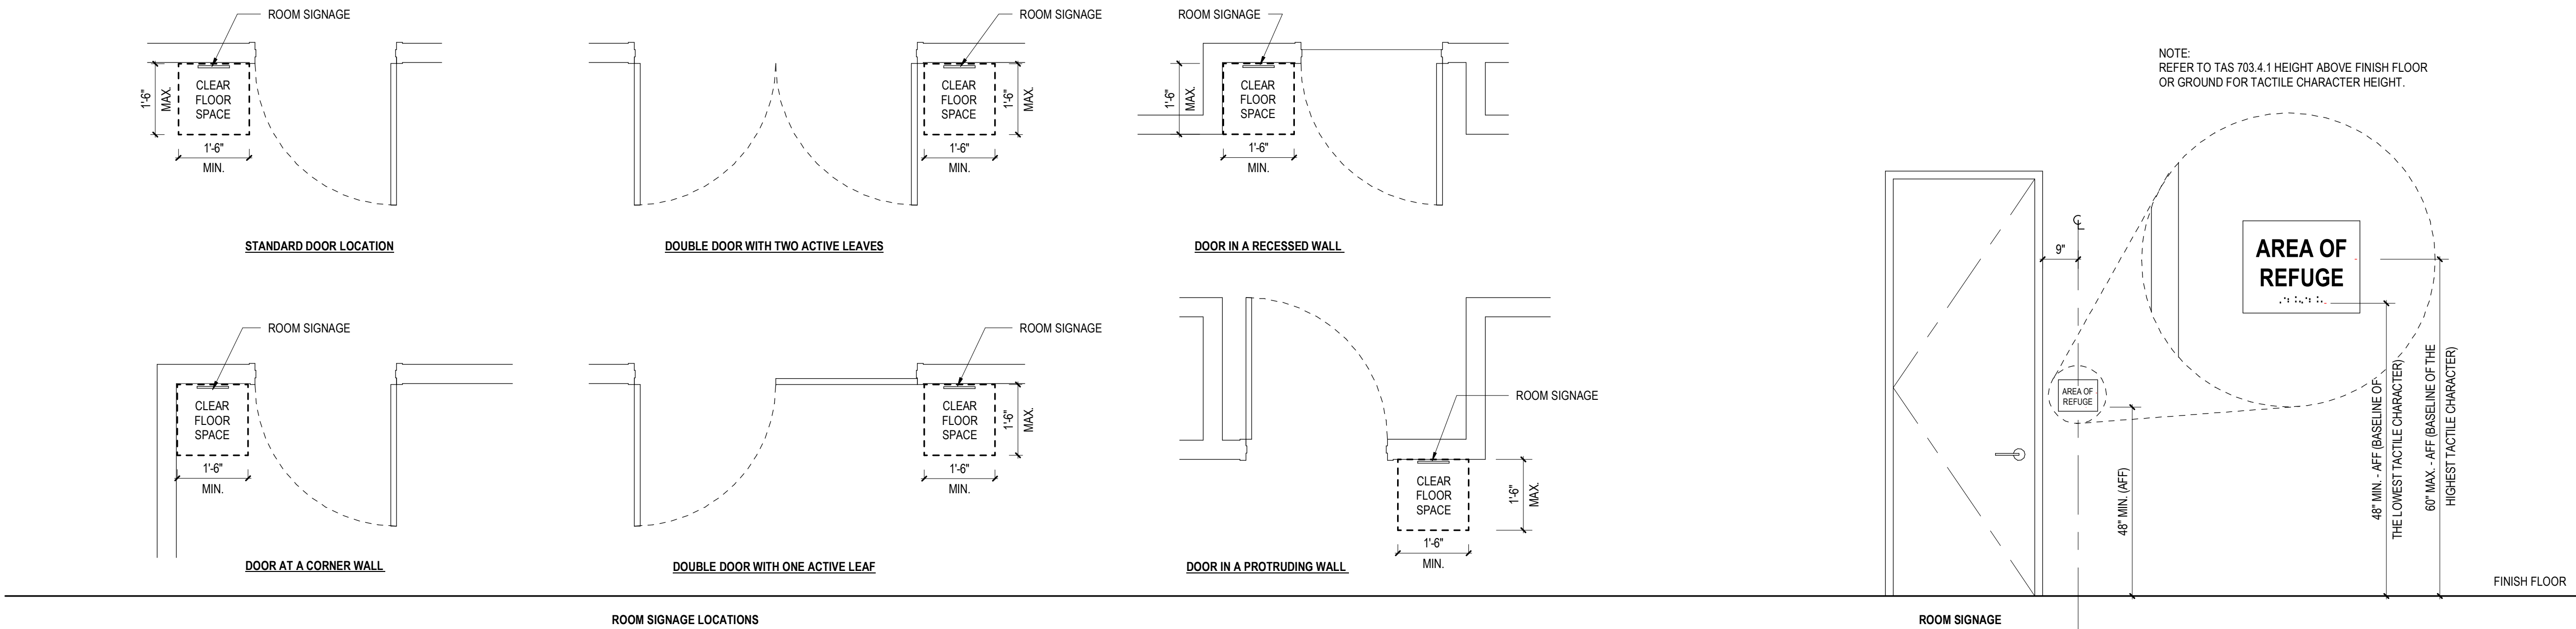 ROOM SIGNAGE
CLEAR
FLOOR
SPACE
1'-6"
MAX.
1'-6"
MIN.
STANDARD DOOR LOCATION
ROOM SIGNAGE
CLEAR
FLOOR
SPACE
1'-6"
MAX.
1'-6"
MIN.
DOUBLE DOOR WITH TWO ACTIVE LEAVES
ROOM SIGNAGE
CLEAR
FLOOR
SPACE
1'-6"
MAX.
1'-6"
MIN.
DOOR IN A RECESSED WALL
ROOM SIGNAGE
CLEAR
FLOOR
SPACE
1'-6"
MIN.
DOOR AT A CORNER WALL
ROOM SIGNAGE
CLEAR
FLOOR
SPACE
1'-6"
MAX.
1'-6"
MIN.
DOUBLE DOOR WITH ONE ACTIVE LEAF
ROOM SIGNAGE
CLEAR
FLOOR
SPACE
1'-6"
MAX.
1'-6"
MIN.
DOOR IN A PROTRUDING WALL
ROOM SIGNAGE LOCATIONS
NOTE:
REFER TO TAS 703.4.1 HEIGHT ABOVE FINISH FLOOR
OR GROUND FOR TACTILE CHARACTER HEIGHT.
9"
AREA OF
REFUGE
AREA OF
REFUGE
48" MIN. (AFF)
48" MIN. - AFF (BASELINE OF
THE LOWEST TACTILE CHARACTER)
60" MAX. - AFF (BASELINE OF THE
HIGHEST TACTILE CHARACTER)
FINISH FLOOR
ROOM SIGNAGE